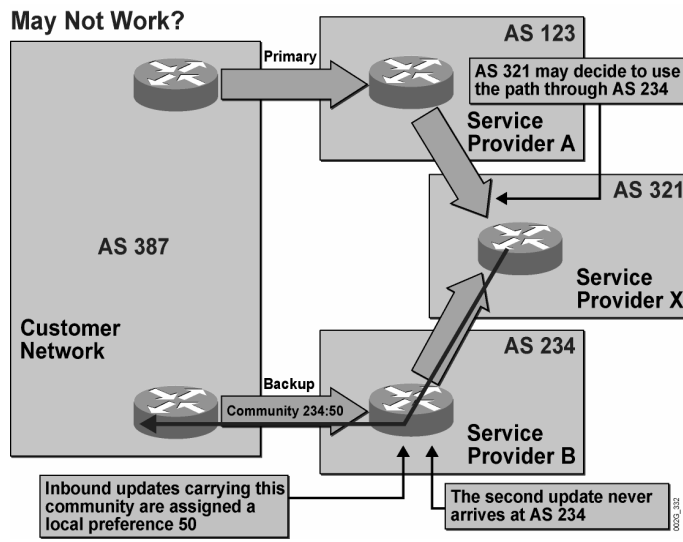 May Not Work?
AS 123
Primary
AS 321 may decide to use
the path through AS 234
Service
Provider A
AS 321
AS 387
Service
Provider X
Customer
Network
AS 234
Backup
Community 234:50
Service
Provider B
Inbound updates carrying this
community are assigned a
local preference 50
The second update never
arrives at AS 234
002G_332